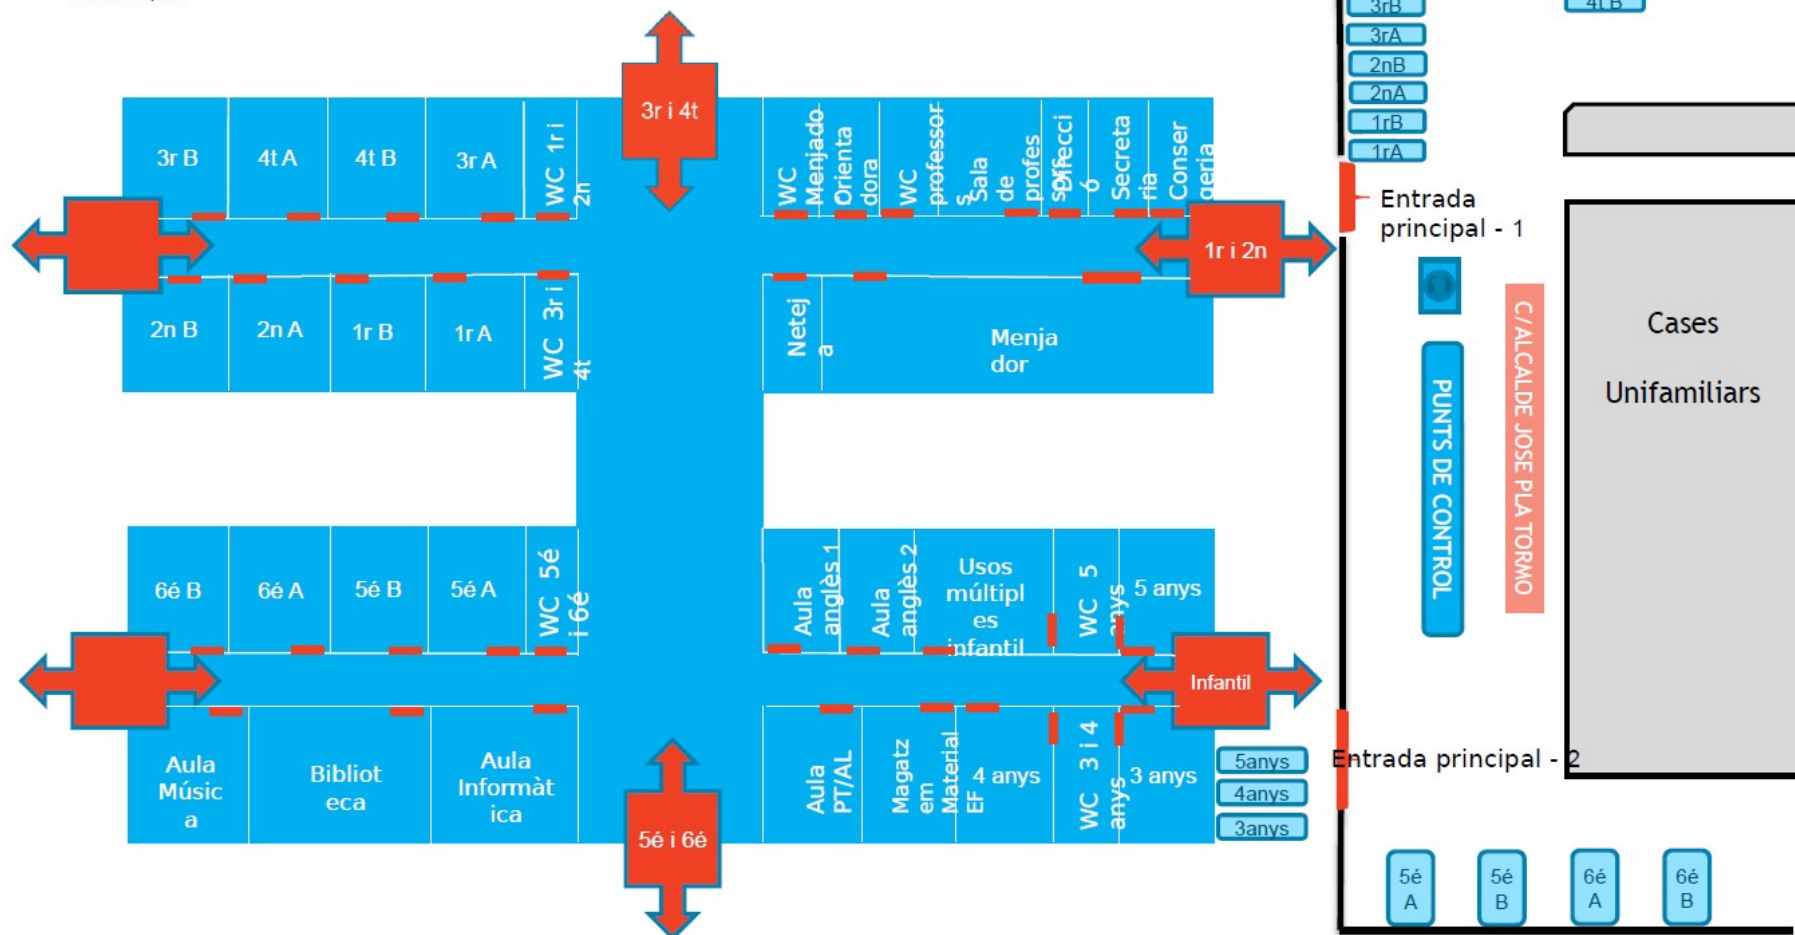 3rB
4t B
3rA
2nB
2nA
1rB
1rA
3r i 4t
3r B
4t A
4t B
3r A
WC 1r i
2n
WC
Menjado
Orienta
dora
WC
professor
s
Sala
de
profes
sors
Direcci
ó
Secreta
ria
Conser
geria
Entrada
principal - 1
1r i 2n
2n B
2n A
1r B
1r A
WC 3r i
4t
Netej
a
Menja
dor
Cases
Unifamiliars
C/ALCALDE JOSE PLA TORMO
PUNTS DE CONTROL
6é B
6é A
5é B
5é A
WC 5é
i 6é
Aula
anglès 1
Aula
anglès 2
Usos
múltipl
es
infantil
WC 5
anys
5 anys
Infantil
Aula
Músic
a
Bibliot
eca
Aula
Informàt
ica
5é i 6é
Aula
PT/AL
Magatz
em
Material
EF
4 anys
WC 3 i 4
anys
3 anys
5anys
4anys
3anys
Entrada principal - 2
5é
A
5é
B
6é
A
6é
B